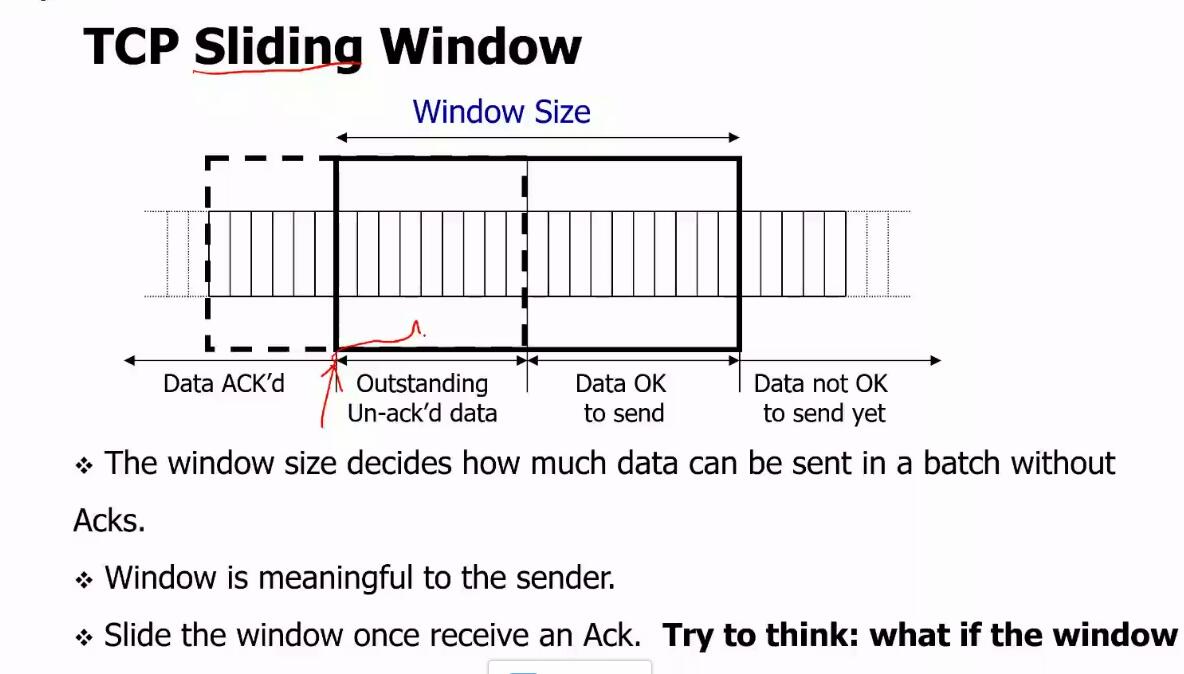 TCP Sliding Window
Window Size
Data ACK’d
Outstanding
Un-ack’d data
Data OK
to send
Data not OK
to send yet
❖ The window size decides how much data can be sent in a batch without
Acks.
❖ Window is meaningful to the sender.
❖ Slide the window once receive an Ack. Try to think: what if the window